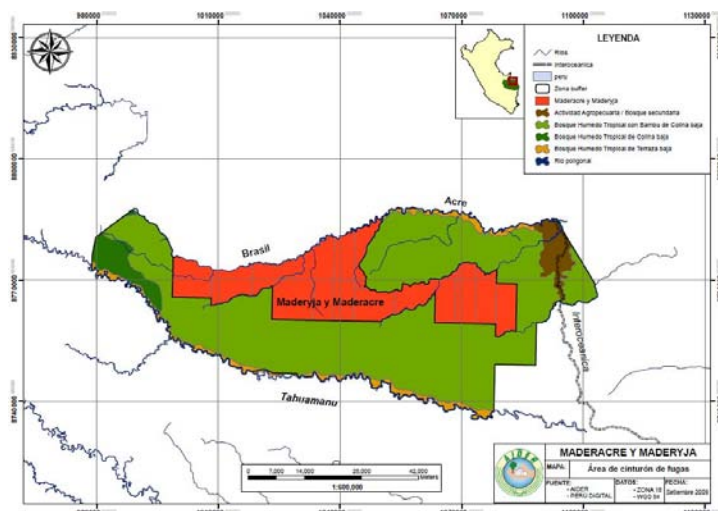 980000 1010000 1040000 1070000 1100000 1130000
LEYENDA
Rios
Interoceanica
peru
Zona buffer
Maderacre y Maderyja
Actividad Agropecuaria / Bosque secundario
Bosque Humedo Tropical con Bambu de Colina baja
Bosque Humedo Tropical de Colina baja
Bosque Humedo Tropical de Terraza baja
Rio poligonal
Acre
Brasil
Maderyja y Maderacre
Interoceanica
Tahuamanu
8740000
0 7,000 14,000 28,000 42,000
Meters
1:600,000
AIDER
MADERACRE Y MADERYJA
MAPA:
Área de cinturón de fugas
FUENTE:
- AIDER
- PERU DIGITAL
DATOS:
- WGS 84
FECHA:
Setiembre 2009